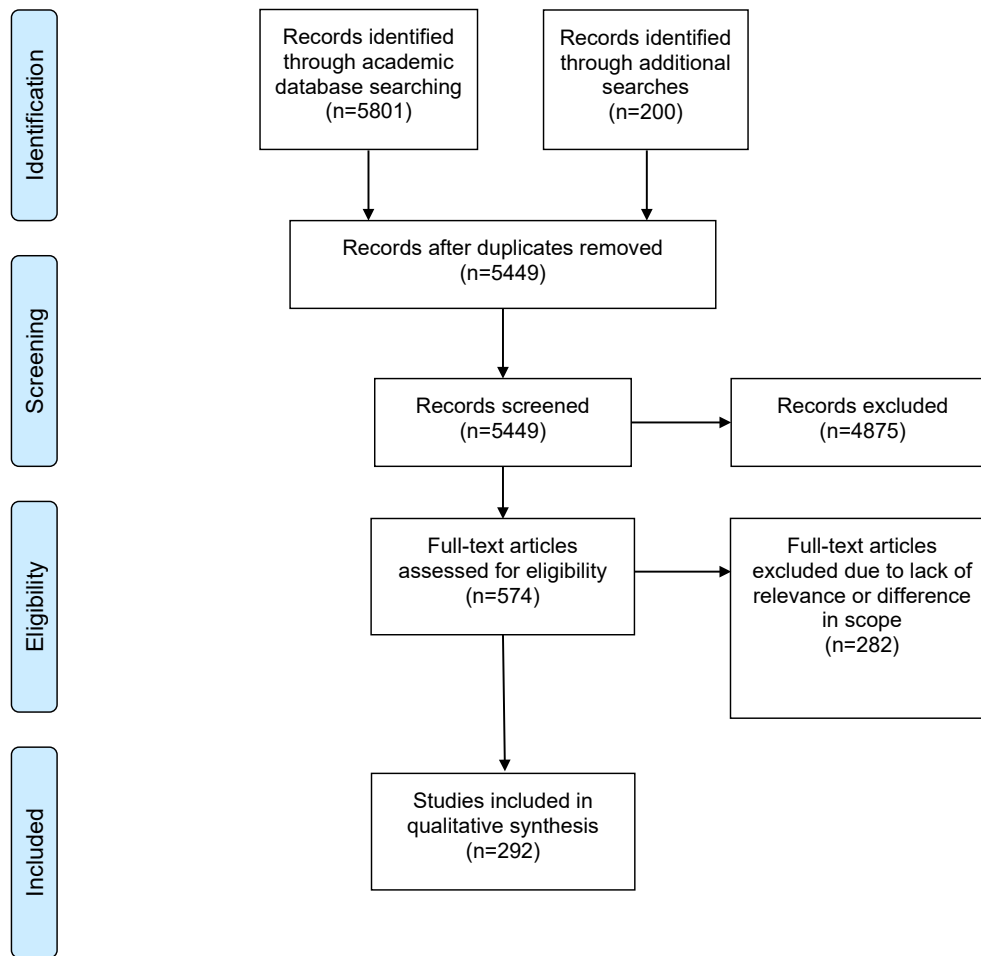 Identification
Records identified
through academic
database searching
(n=5801)
Records identified
through additional
searches
(n=200)
Screening
Records after duplicates removed
(n=5449)
Records screened
(n=5449)
Records excluded
(n=4875)
Eligibility
Full-text articles
assessed for eligibility
(n=574)
Full-text articles
excluded due to lack of
relevance or difference
in scope
(n=282)
Included
Studies included in
qualitative synthesis
(n=292)